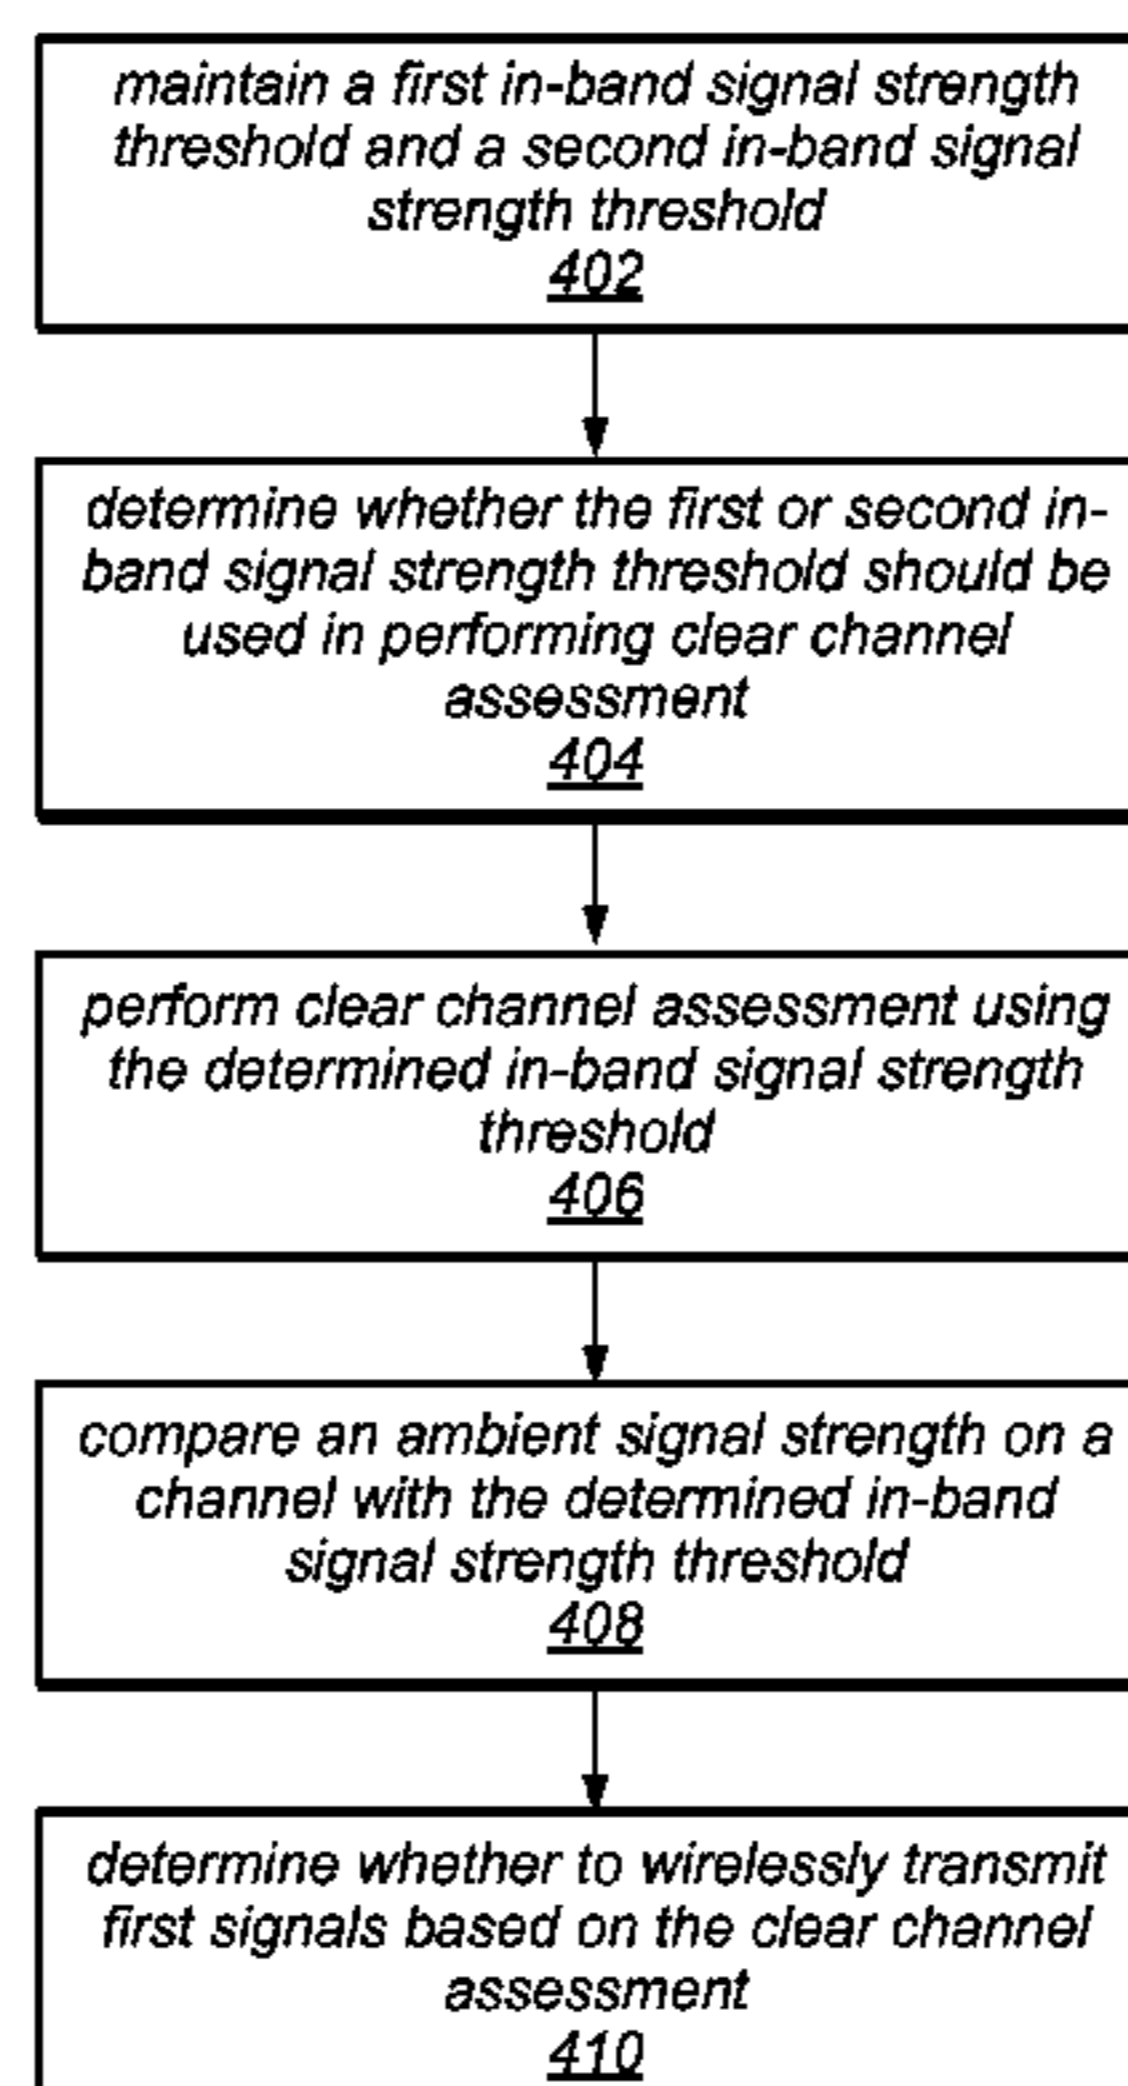 maintain a first in-band signal strength
threshold and a second in-band signal
strength threshold
402
determine whether the first or second in-
band signal strength threshold should be
used in performing clear channel
assessment
404
perform clear channel assessment using
the determined in-band signal strength
threshold
406
compare an ambient signal strength on a
channel with the determined in-band
signal strength threshold
408
determine whether to wirelessly transmit
first signals based on the clear channel
assessment
410